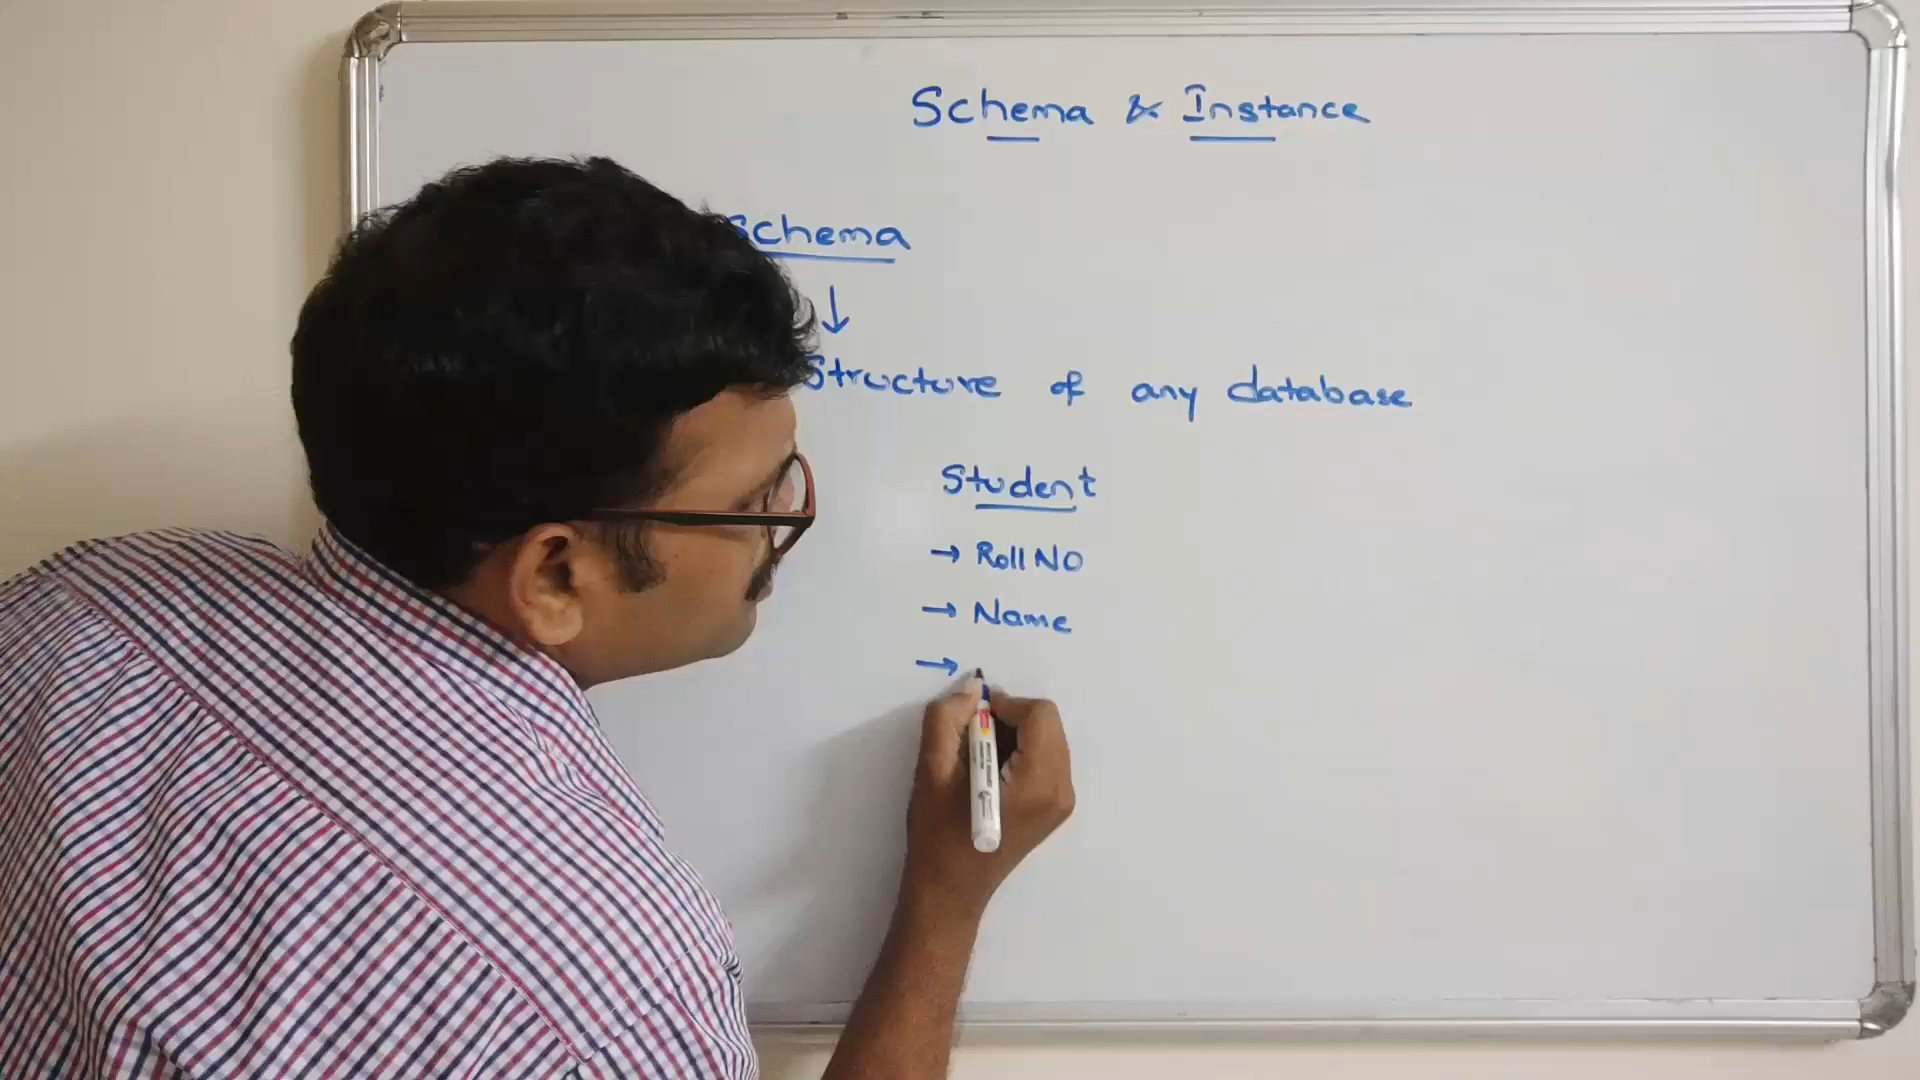 Schema & Instance
Schema
↓
Structure of any database
Student
→ Roll NO
→ Name
→